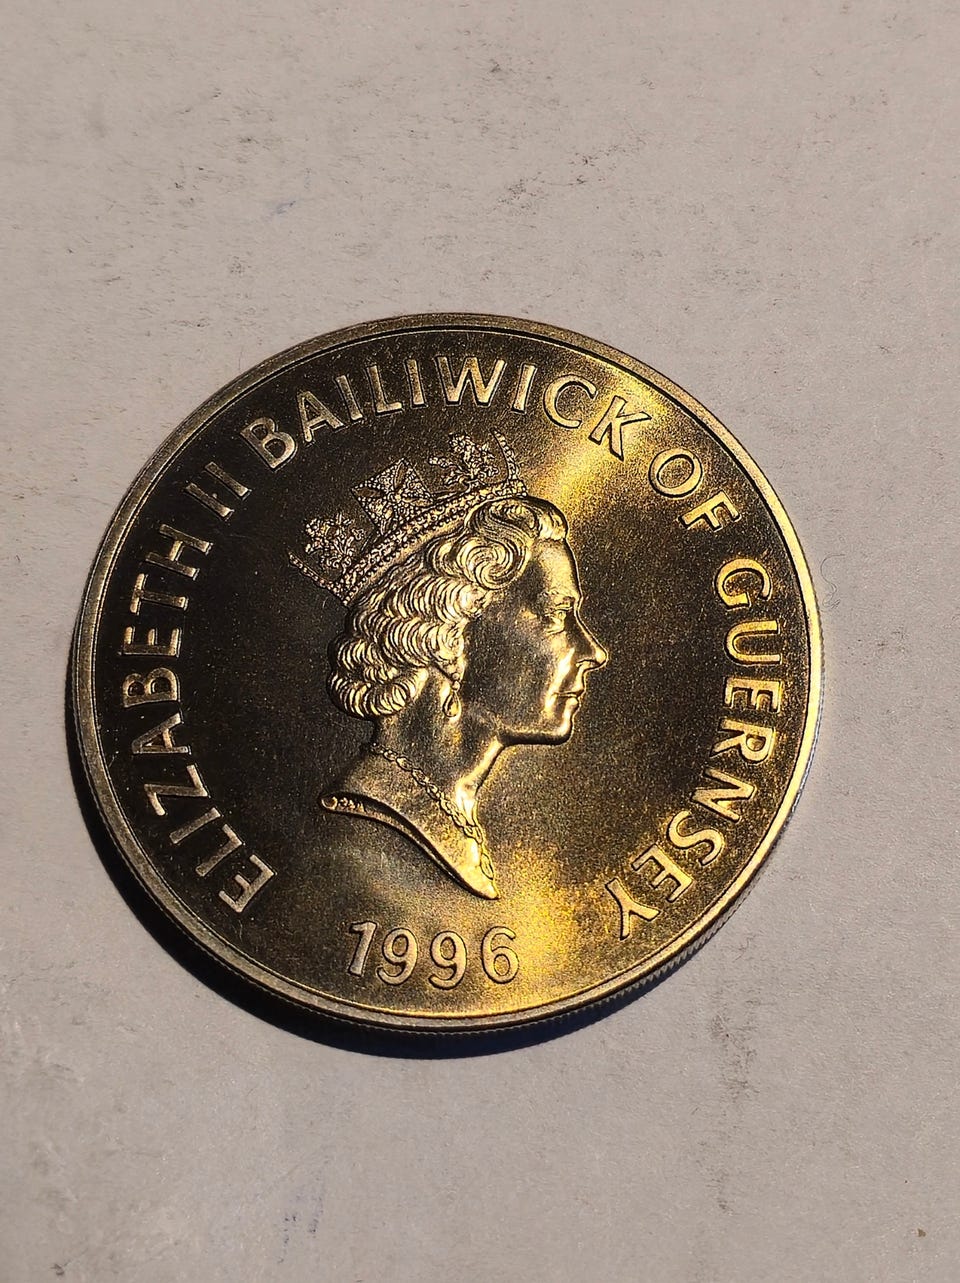 ELIZABETH II BAILIWICK OF GUERNSEY
1996